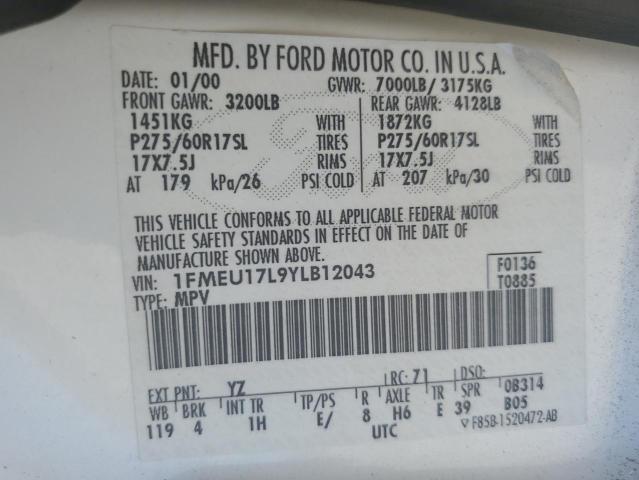 MFD. BY FORD MOTOR CO. IN U.S.A.
DATE: 01/00 GVWR: 7000LB/ 3175KG
FRONT GAWR: 3200LB REAR GAWR: 4128LB
1451KG WITH 1872KG WITH
P275/60R17SL TIRES P275/60R17SL TIRES
17X7.5J RIMS 17X7.5J RIMS
AT 179 kPa/26 PSI COLD AT 207 kPa/30 PSI COLD
THIS VEHICLE CONFORMS TO ALL APPLICABLE FEDERAL MOTOR
VEHICLE SAFETY STANDARDS IN EFFECT ON THE DATE OF
MANUFACTURE SHOWN ABOVE.
VIN: 1FMEU17L9YLB12043 F0136
TYPE: MPV T0885
EXT PNT: YZ RC: 71 DSO:
WB BRK INT TR TP/PS R AXLE TR SPR 0B314
119 4 1H E/ 8 H6 E 39 B05
UTC ▽ F85B-1520472-AB